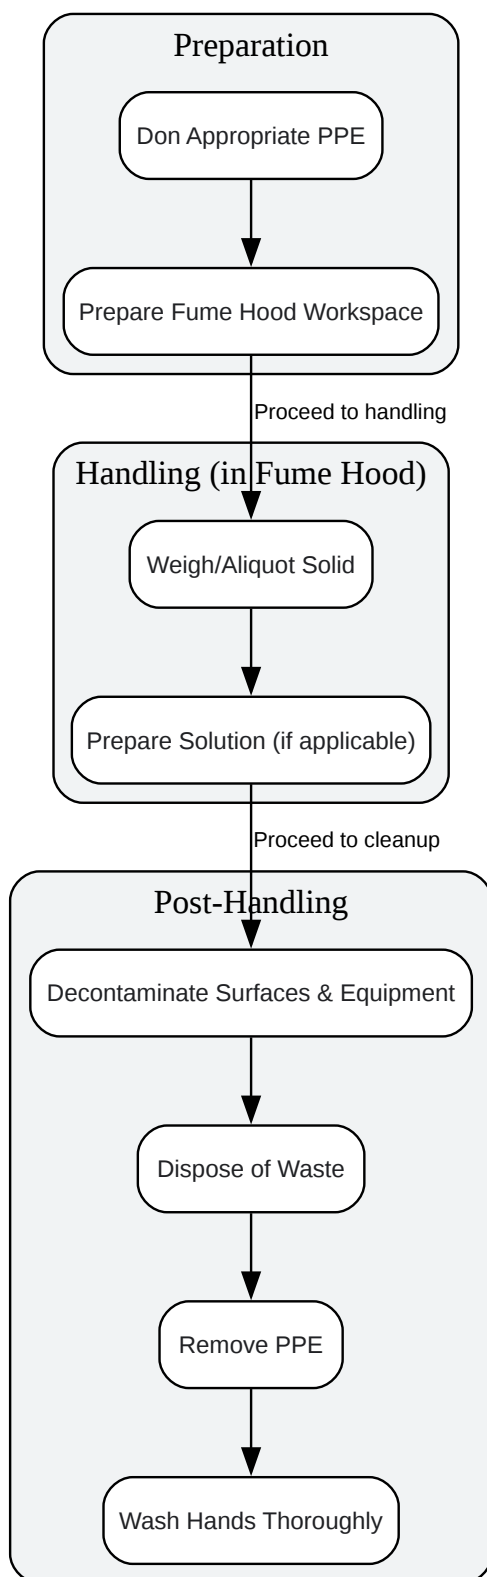 Preparation
Don Appropriate PPE
Prepare Fume Hood Workspace
Proceed to handling
Handling (in Fume Hood)
Weigh/Aliquot Solid
Prepare Solution (if applicable)
Proceed to cleanup
Post-Handling
Decontaminate Surfaces & Equipment
Dispose of Waste
Remove PPE
Wash Hands Thoroughly